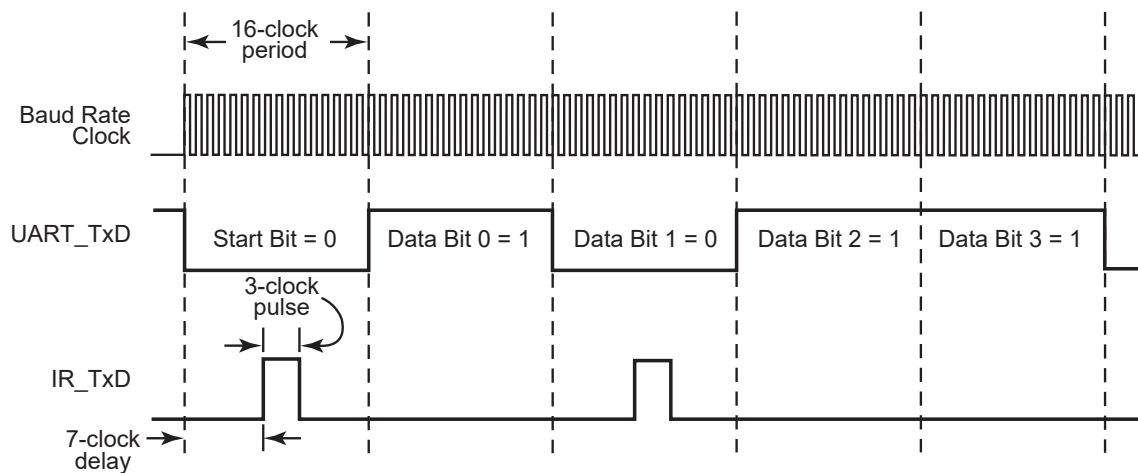 16-clock
period
Baud Rate
Clock
UART_TxD
Start Bit = 0
Data Bit 0 = 1
Data Bit 1 = 0
Data Bit 2 = 1
Data Bit 3 = 1
3-clock
pulse
IR_TxD
7-clock
delay